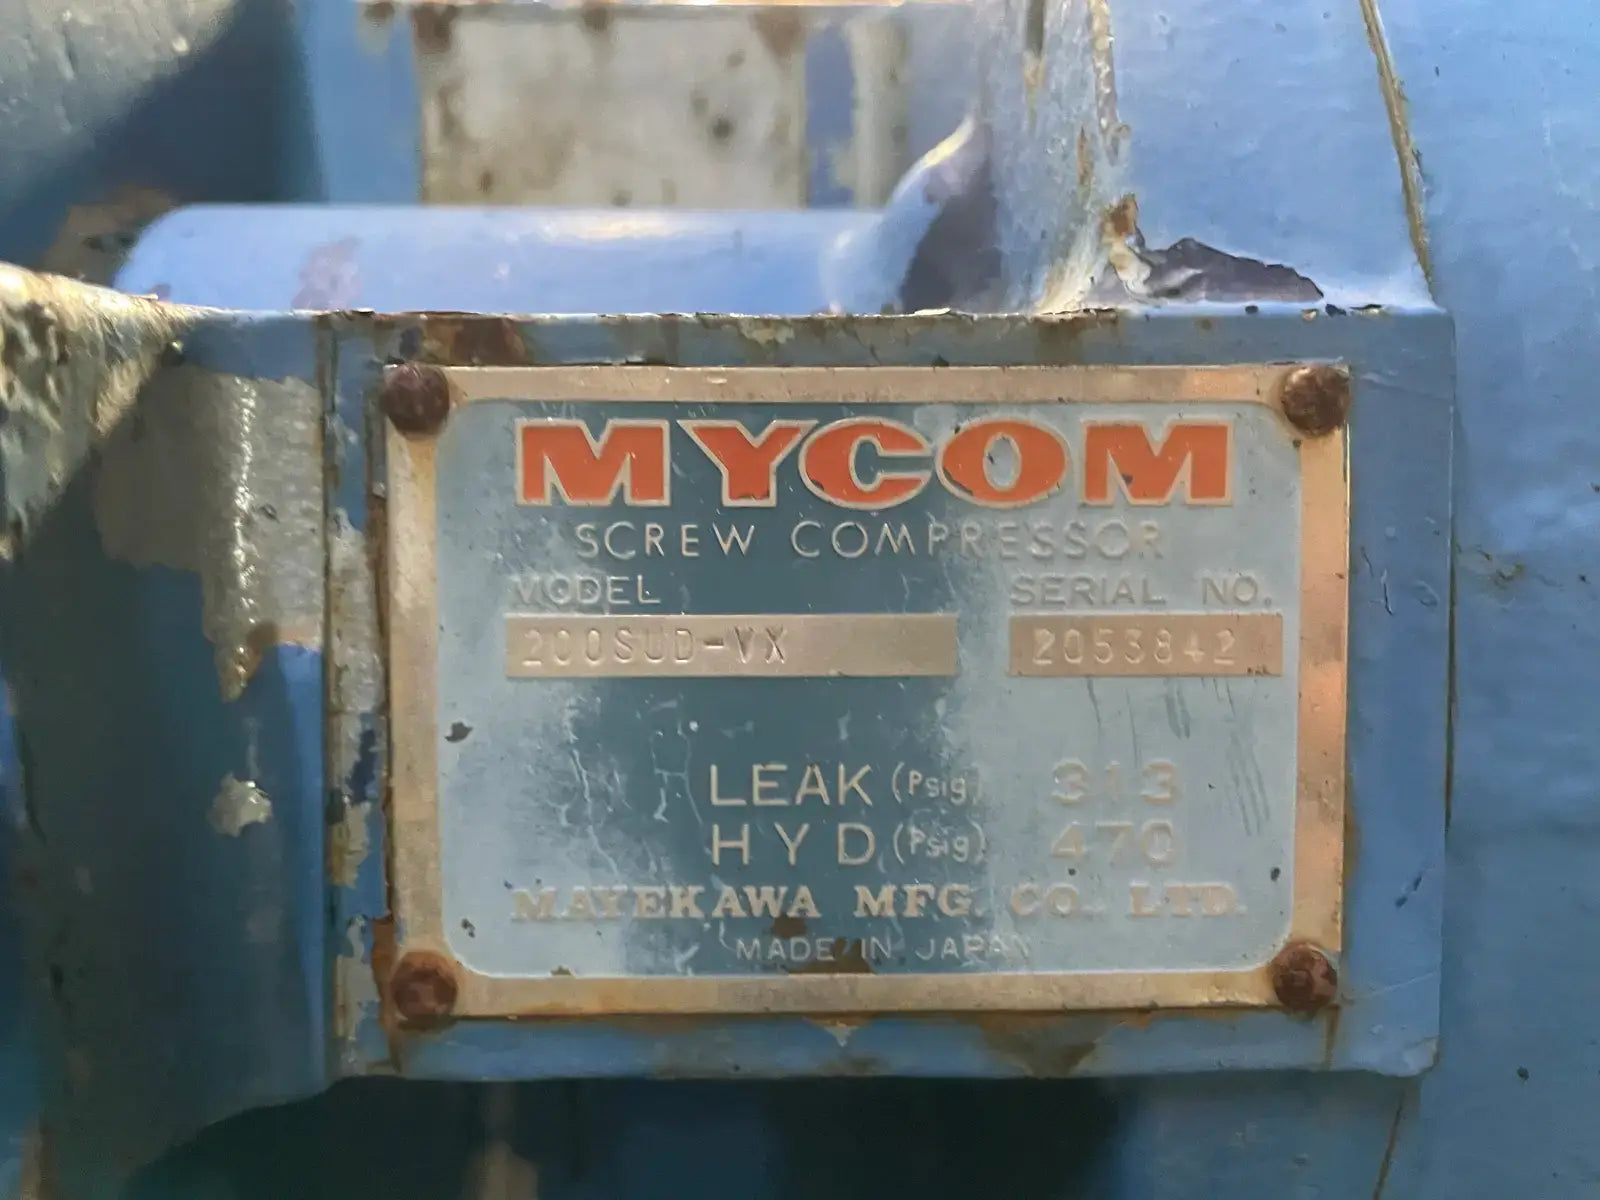 MYCOM
SCREW COMPRESSOR
MODEL SERIAL NO.
200SUD-VX 2053842
LEAK (Psig) 313
HYD (Psig) 470
MAYEKAWA MFG. CO., LTD.
MADE IN JAPAN